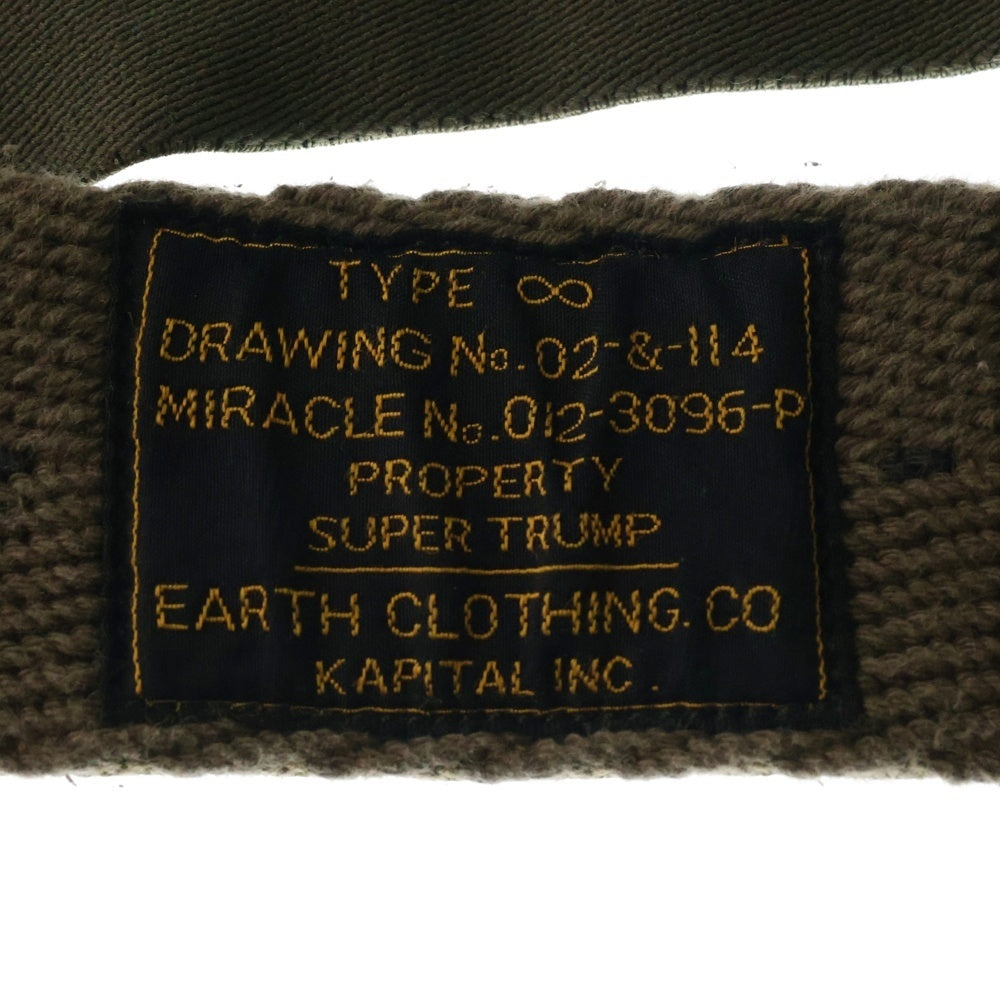 TYPE ∞
DRAWING No. 02-&-114
MIRACLE No. 012-3096-P
PROPERTY
SUPER TRUMP
EARTH CLOTHING. CO
KAPITAL INC.